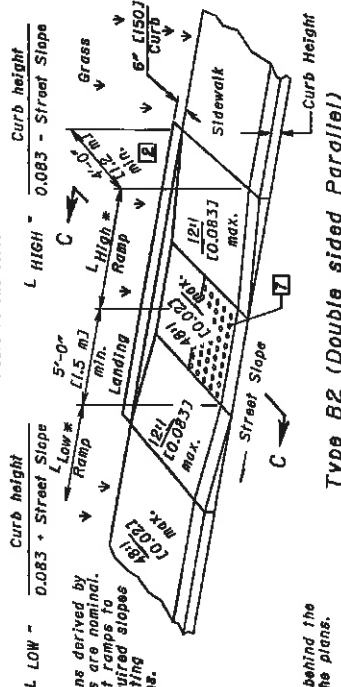 L LOW = Curb height
0.083 + Street Slope
L HIGH = Curb height
0.083 - Street Slope
5'-0"
[1.5 m]
min.
Landing
L Low*
Ramp
L High*
Ramp
4'-0"
[1.2 m]
min.
C
2
6" [150]
Curb
Grass
Sidewalk
Curb Height
48:1
[0.02]
max.
12:1
[0.083]
max.
48:1
[0.02]
max.
12:1
[0.083]
max.
7
Street Slope
C
ns derived by
s are nominal.
t ramps to
uired slopes
ting
s.
behind the
he plans.
Type B2 (Double sided Parallel)